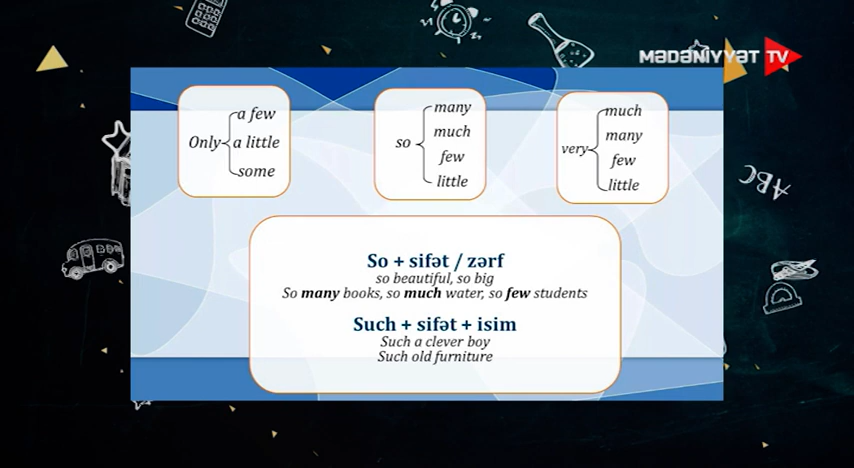 MƏDƏNİYYƏT TV
Only
a few
a little
some
so
many
much
few
little
very
much
many
few
little
ABC
So + sifət / zərf
so beautiful, so big
So many books, so much water, so few students
Such + sifət + isim
Such a clever boy
Such old furniture